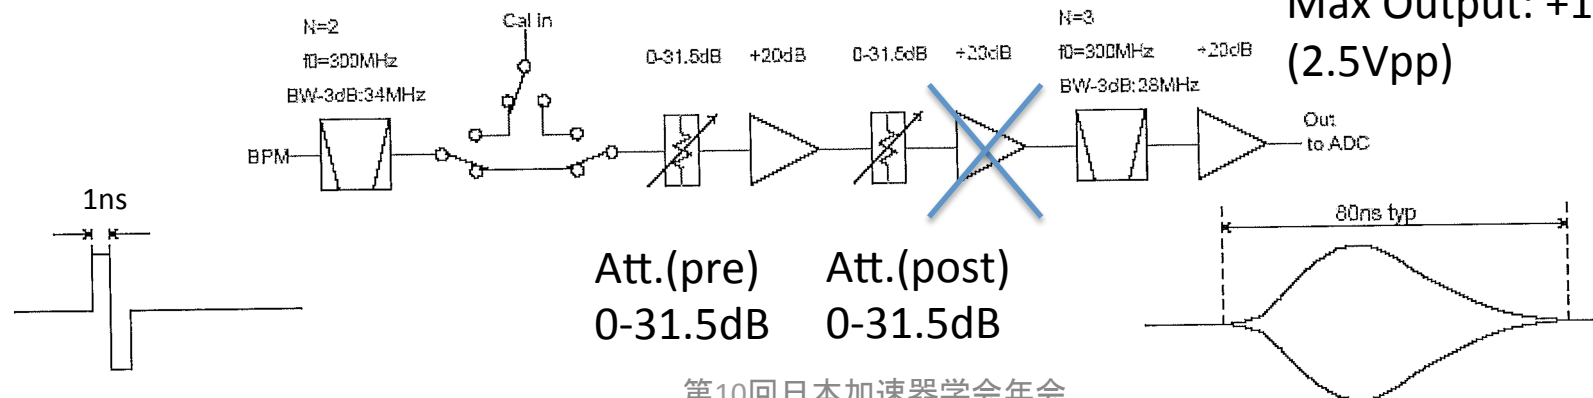 Max Output: +1
(2.5Vpp)
N=2
f0=300MHz
BW-3dB:34MHz
Cal in
0-31.5dB
+20dB
0-31.5dB
+20dB
N=3
f0=300MHz
BW-3dB:28MHz
+20dB
BPM
Out
to ADC
1ns
80ns typ
Att.(pre)
0-31.5dB
Att.(post)
0-31.5dB
第10回日本加速器学会年会